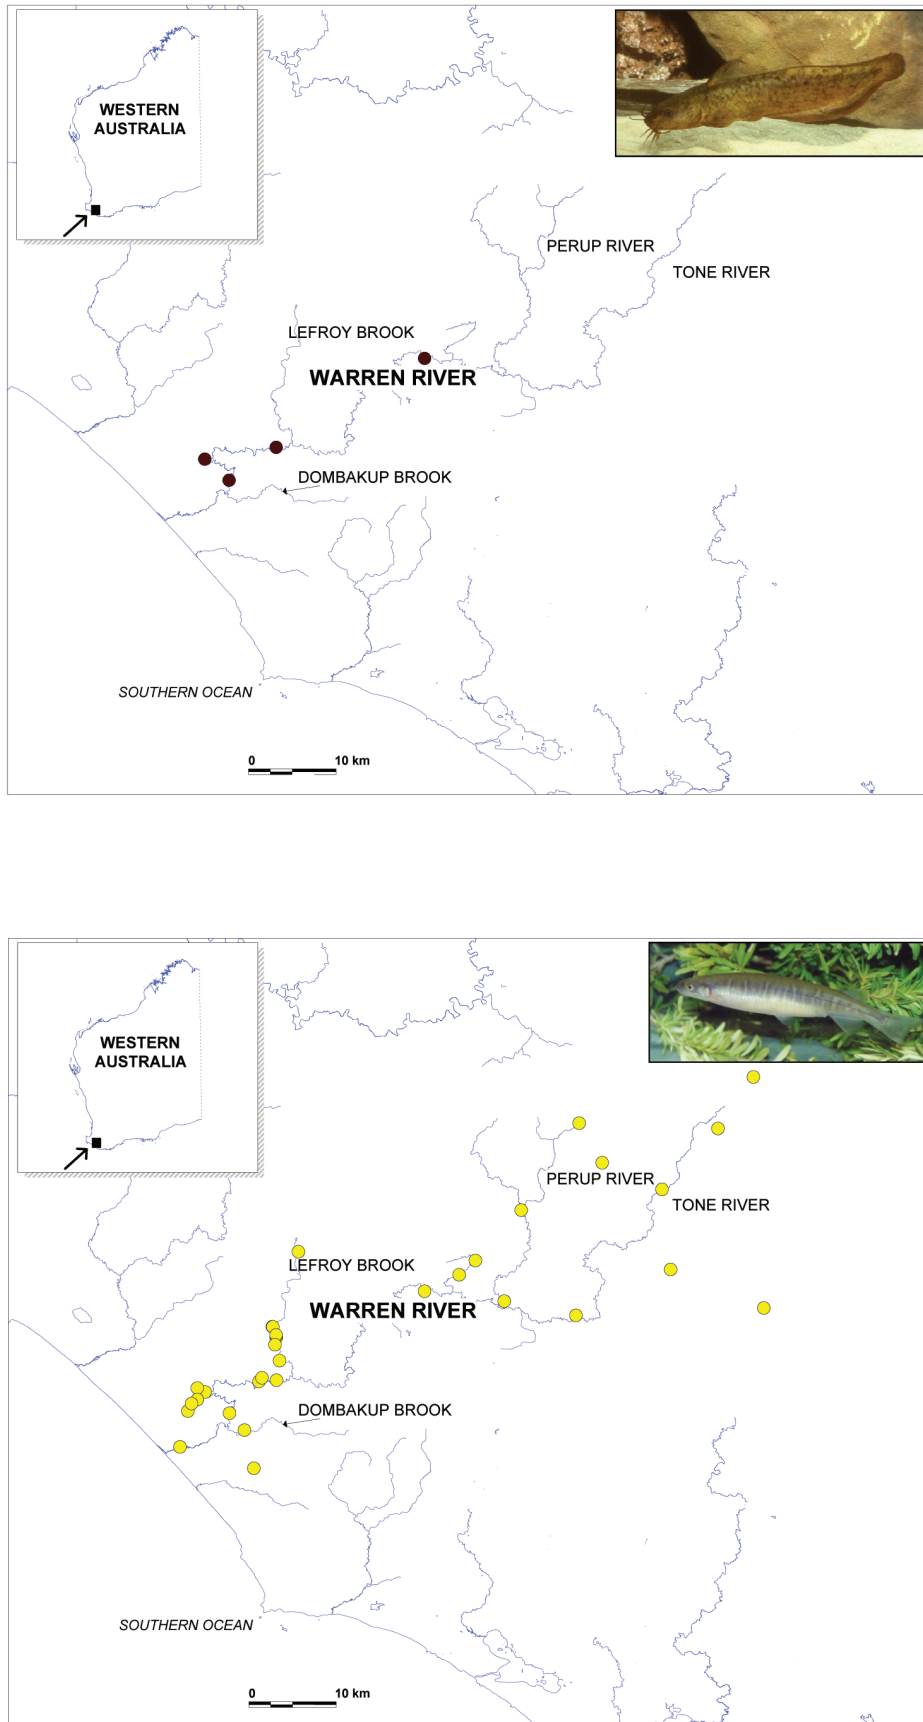 WESTERN
AUSTRALIA
PERUP RIVER
TONE RIVER
LEFROY BROOK
WARREN RIVER
DOMBAKUP BROOK
SOUTHERN OCEAN
0 10 km
WESTERN
AUSTRALIA
PERUP RIVER
TONE RIVER
LEFROY BROOK
WARREN RIVER
DOMBAKUP BROOK
SOUTHERN OCEAN
0 10 km